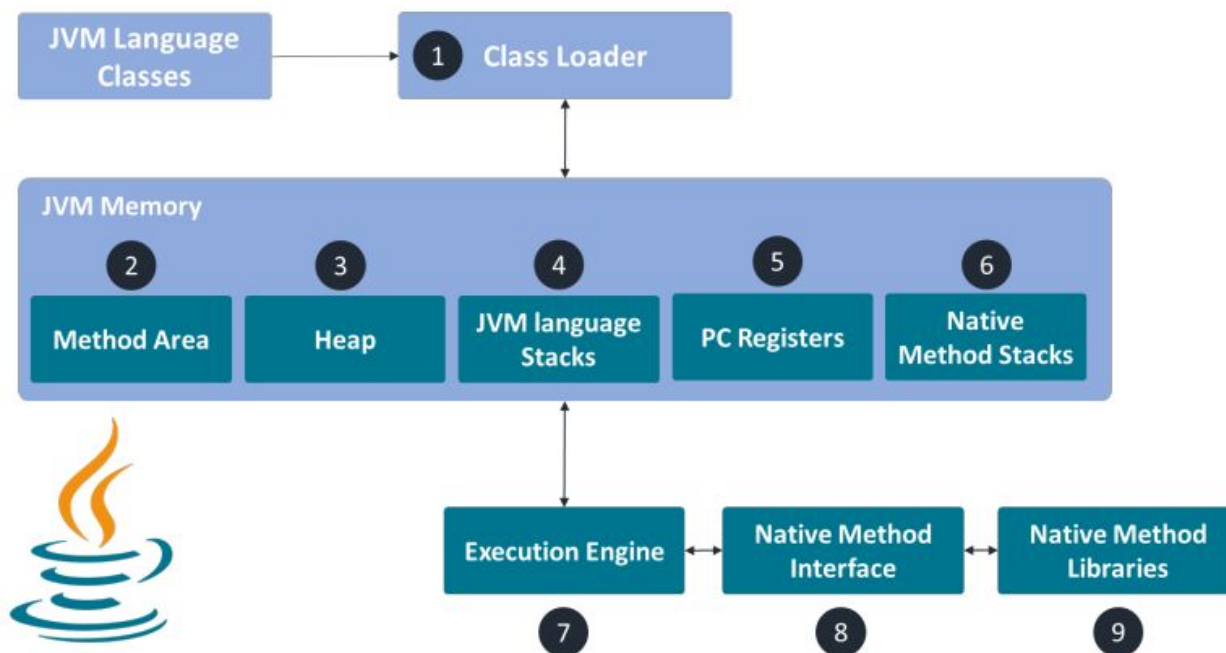 JVM Language
Classes
1
Class Loader
JVM Memory
2
3
4
5
6
Method Area
Heap
JVM language
Stacks
PC Registers
Native
Method Stacks
Execution Engine
Native Method
Interface
Native Method
Libraries
7
8
9